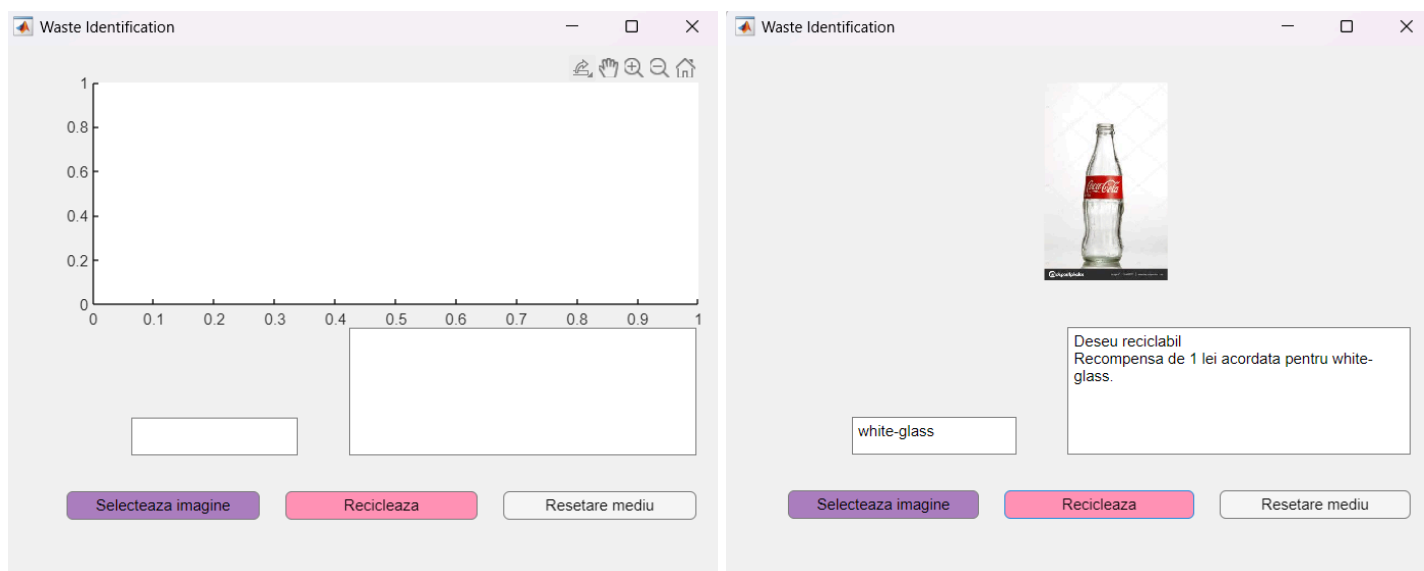 Waste Identification
1
0.8
0.6
0.4
0.2
0
0 0.1 0.2 0.3 0.4 0.5 0.6 0.7 0.8 0.9 1
Selecteaza imagine
Recicleaza
Resetare mediu
Waste Identification
Coca-Cola
depositphotos
Deseu reciclabil
Recompensa de 1 lei acordata pentru white-
glass.
white-glass
Selecteaza imagine
Recicleaza
Resetare mediu